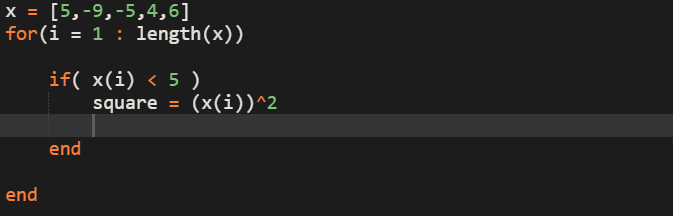 x = [5,-9,-5,4,6]
for(i = 1 : length(x))
if( x(i) < 5 )
square = (x(i))^2
end
end